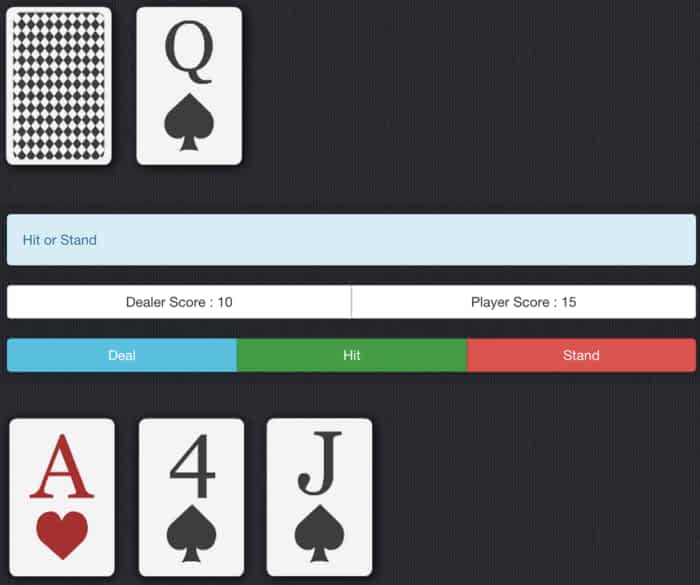 Q
Hit or Stand
Dealer Score : 10 Player Score : 15
Deal Hit Stand
A 4 J